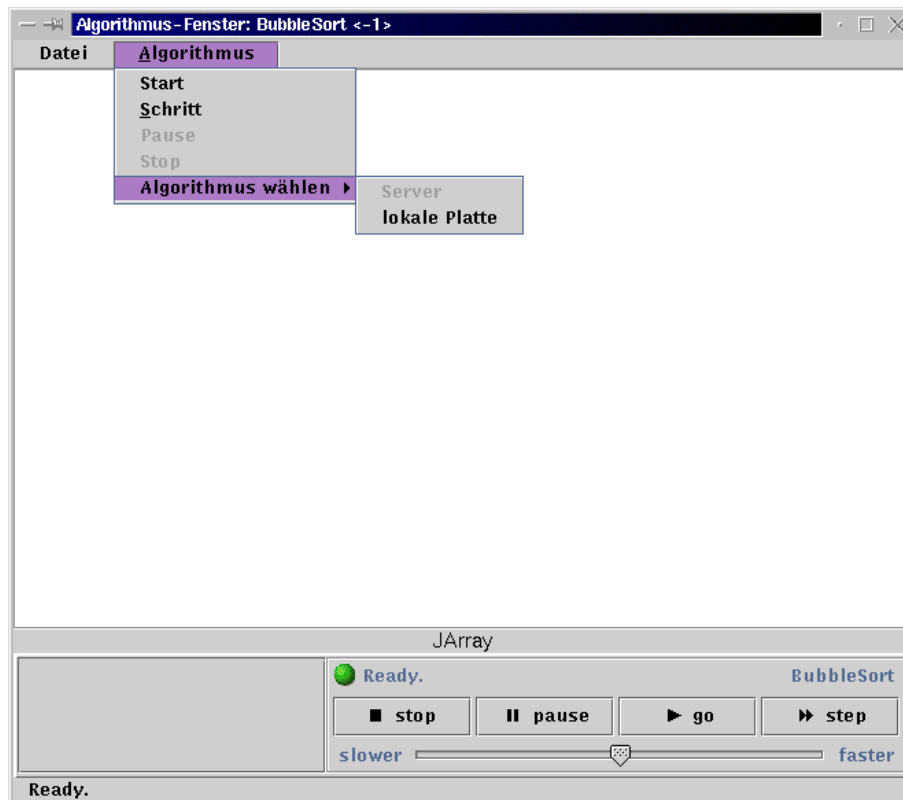 Algorithmus-Fenster: BubbleSort <-1>
Datei Algorithmus
Start
Schritt
Pause
Stop
Algorithmus wählen
Server
lokale Platte
JArray
Ready. BubbleSort
stop pause go step
slower faster
Ready.